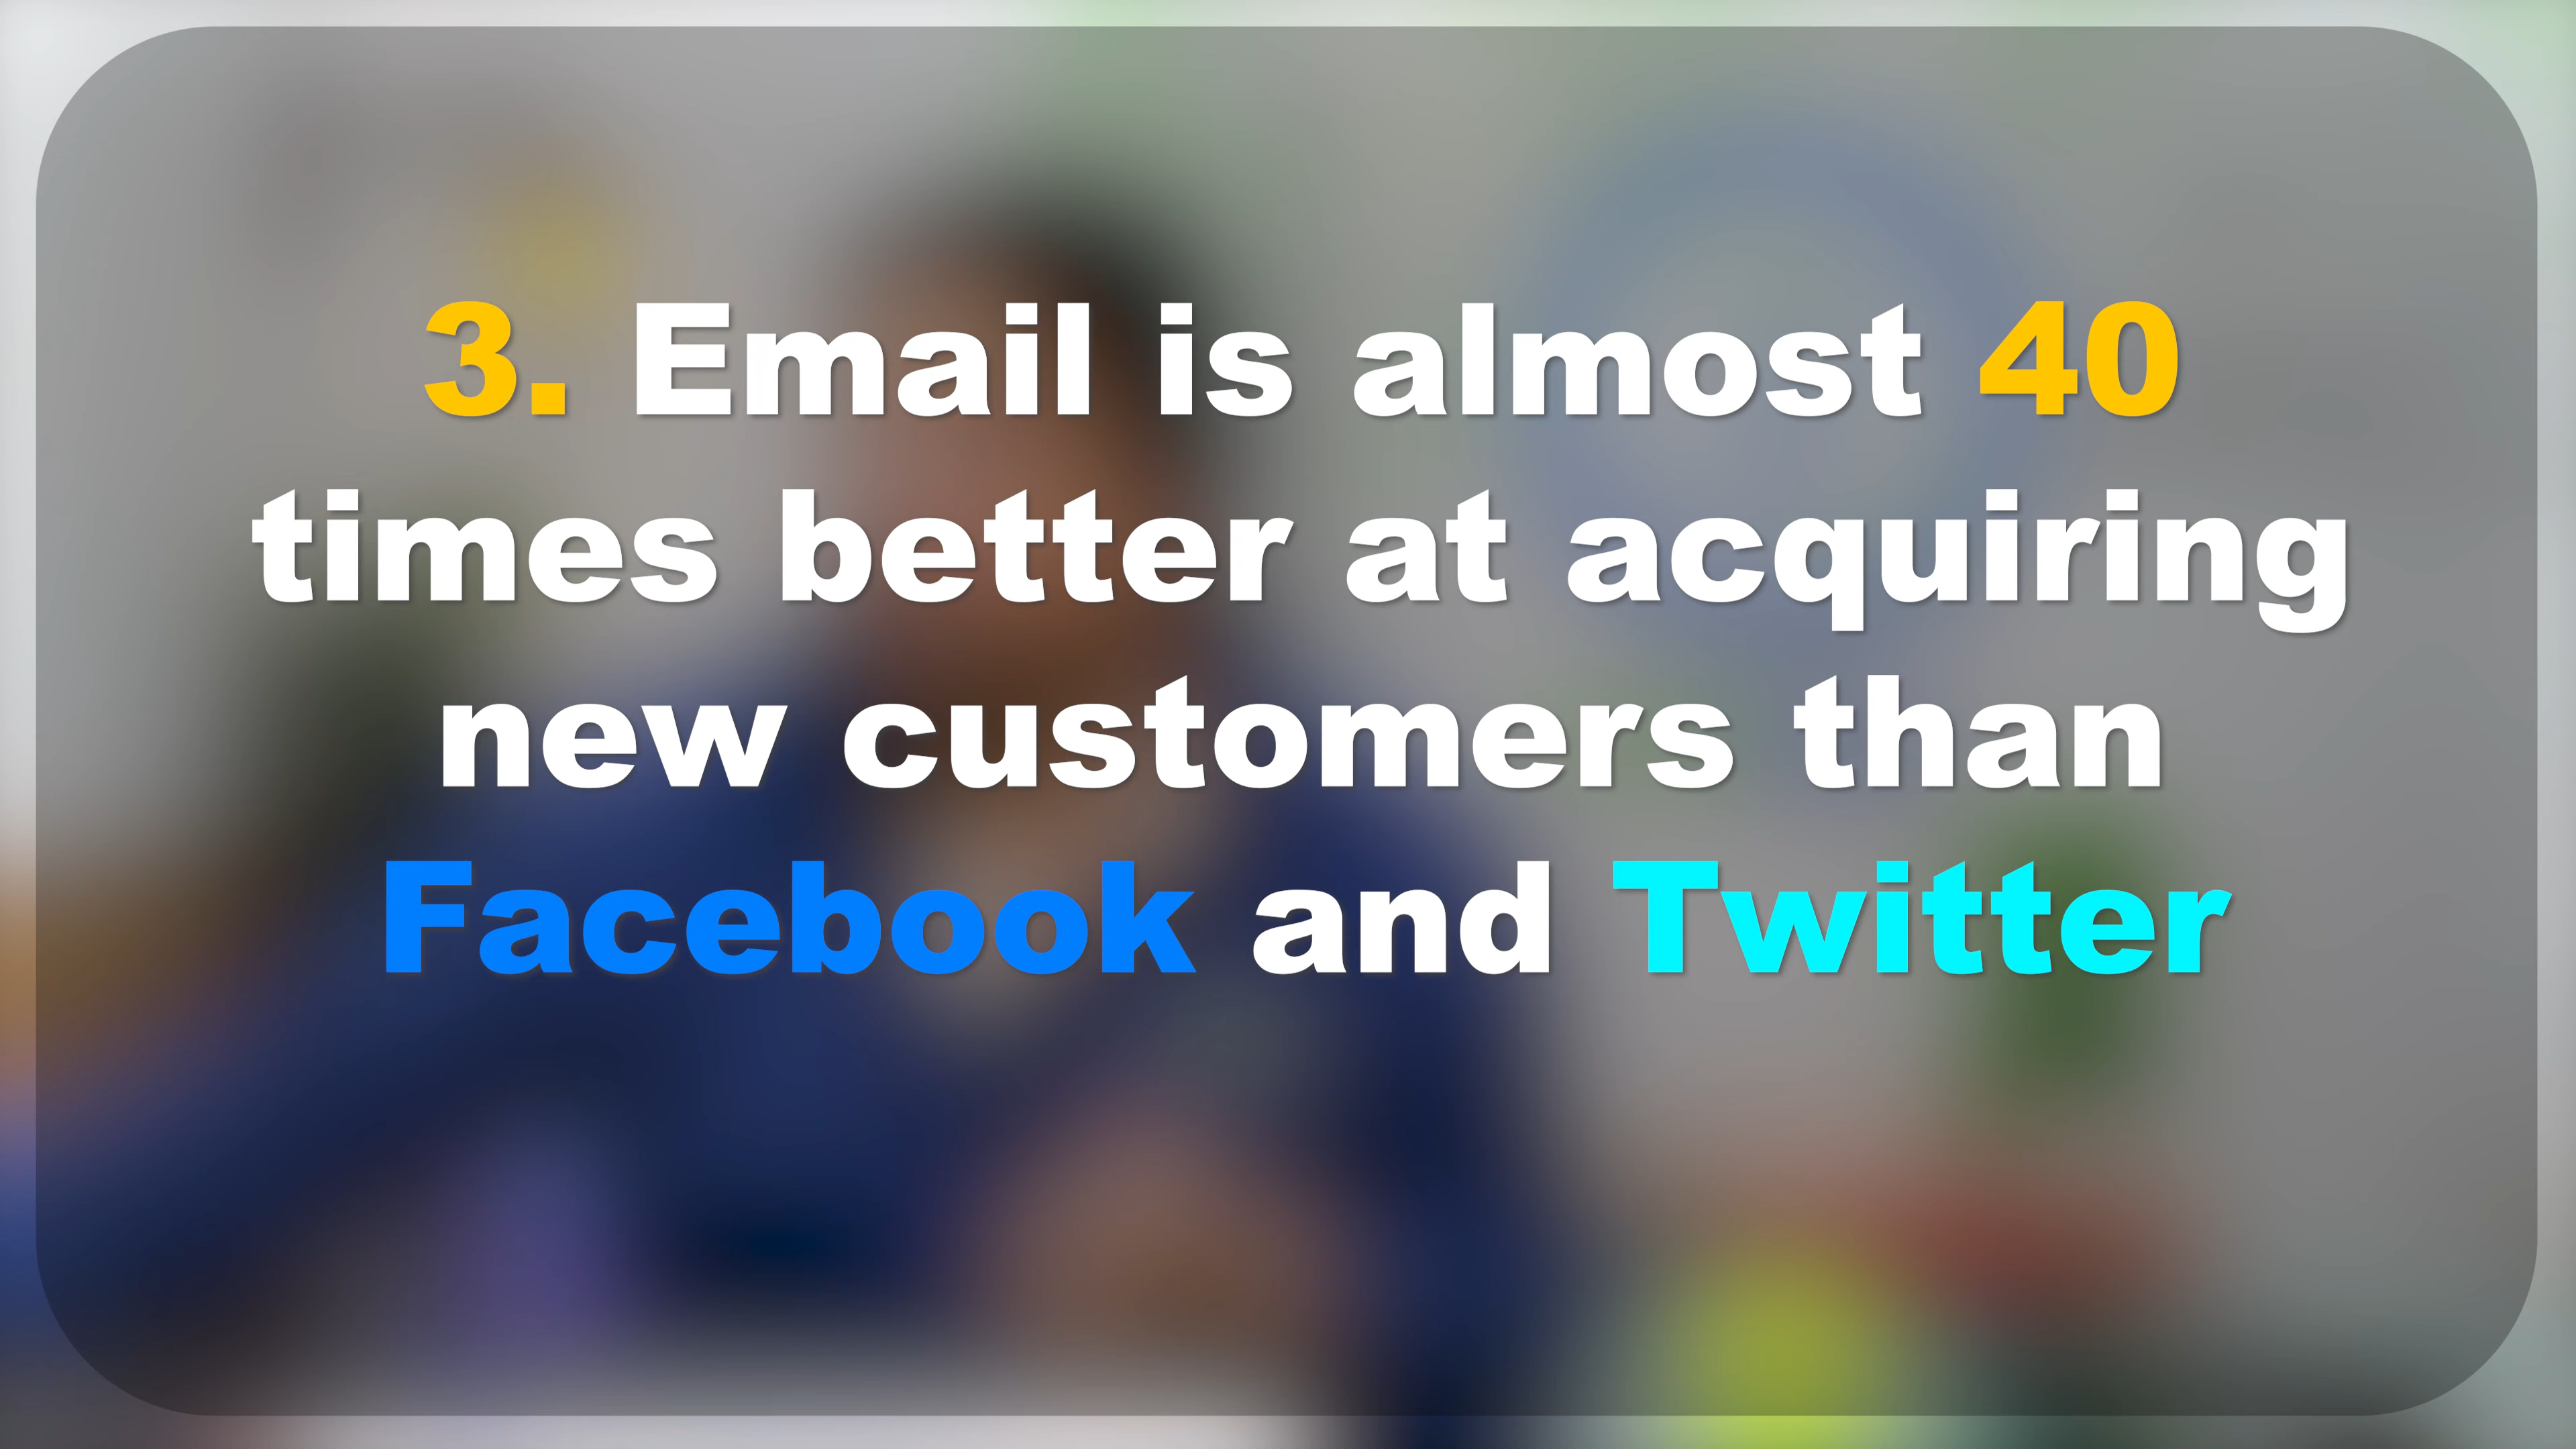 3. Email is almost 40
times better at acquiring
new customers than
Facebook and Twitter